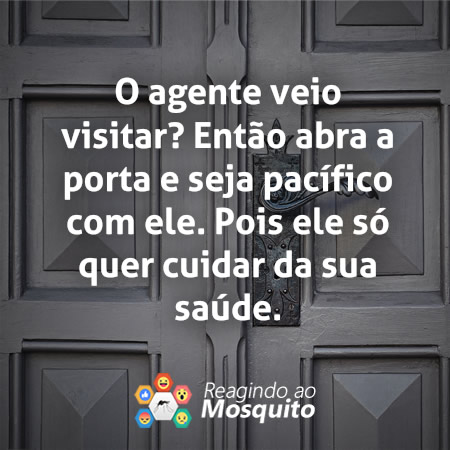 O agente veio
visitar? Então abra a
porta e seja pacífico
com ele. Pois ele só
quer cuidar da sua
saúde.
Reagindo ao
Mosquito